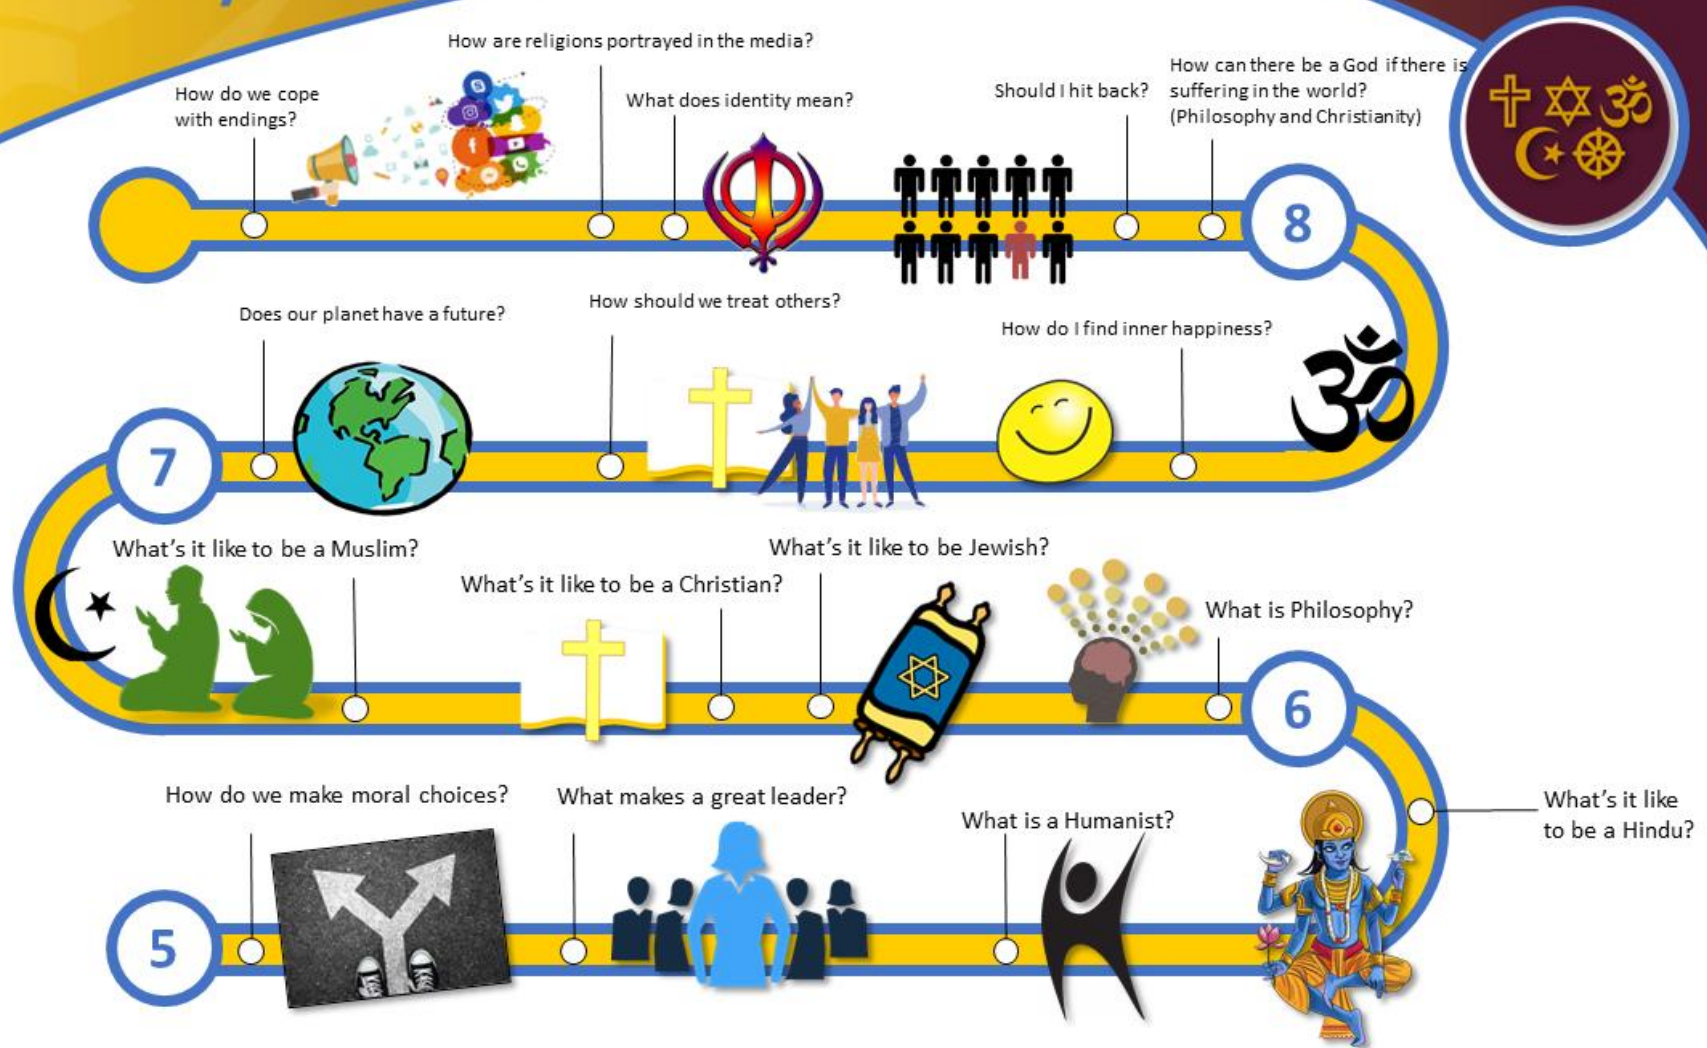 How are religions portrayed in the media?
How do we cope
with endings?
What does identity mean?
Should I hit back?
How can there be a God if there is
suffering in the world?
(Philosophy and Christianity)
8
Does our planet have a future?
How should we treat others?
How do I find inner happiness?
ॐ
7
What's it like to be a Muslim?
What's it like to be a Christian?
What's it like to be Jewish?
What is Philosophy?
6
How do we make moral choices?
What makes a great leader?
What is a Humanist?
What's it like
to be a Hindu?
5